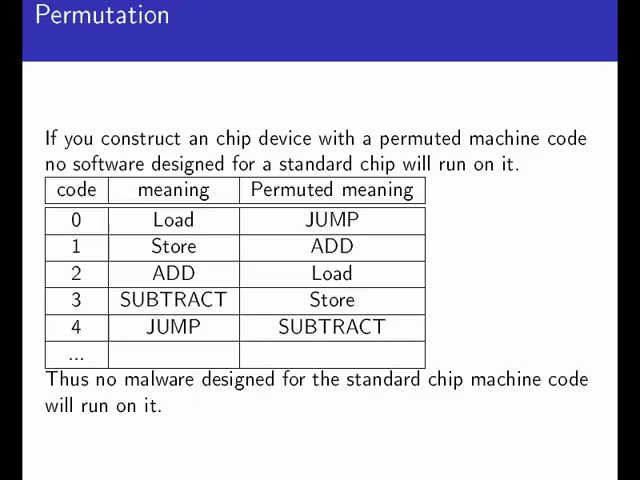 Permutation
If you construct an chip device with a permuted machine code
no software designed for a standard chip will run on it.
code meaning Permuted meaning
0 Load JUMP
1 Store ADD
2 ADD Load
3 SUBTRACT Store
4 JUMP SUBTRACT
...
Thus no malware designed for the standard chip machine code
will run on it.